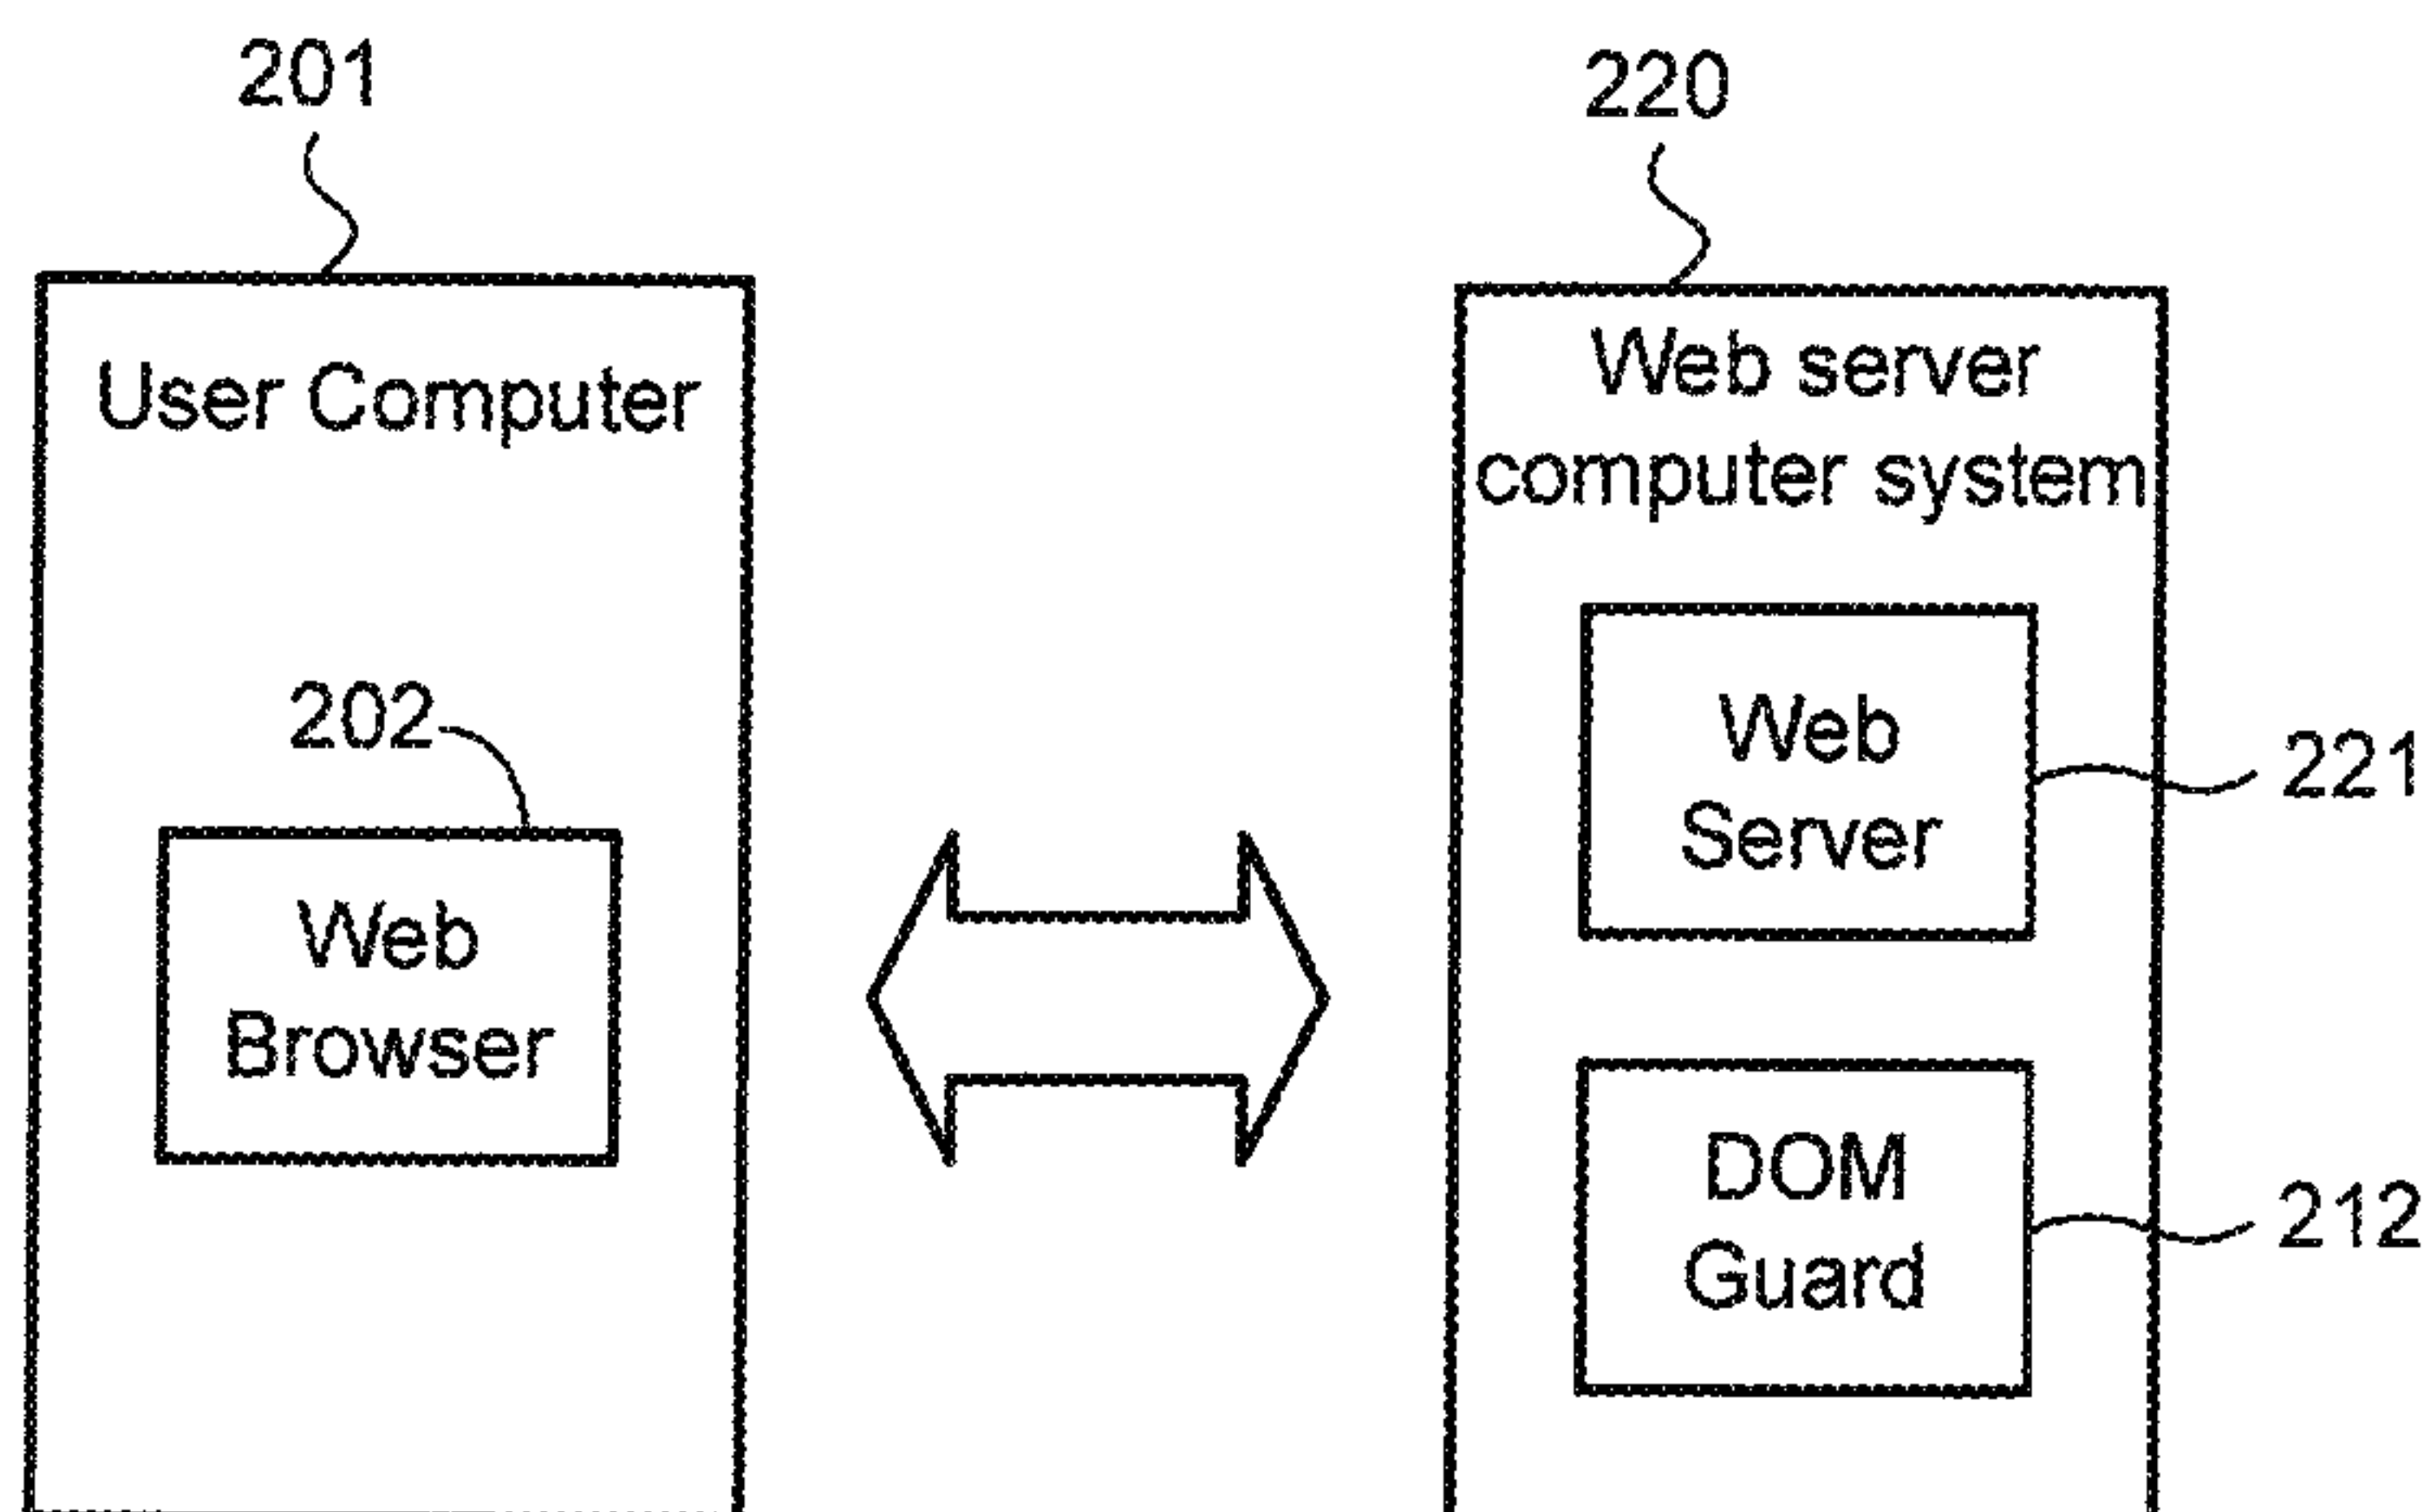 201
220
User Computer
Web server
computer system
202
Web
Server
221
Web
Browser
DOM
Guard
212